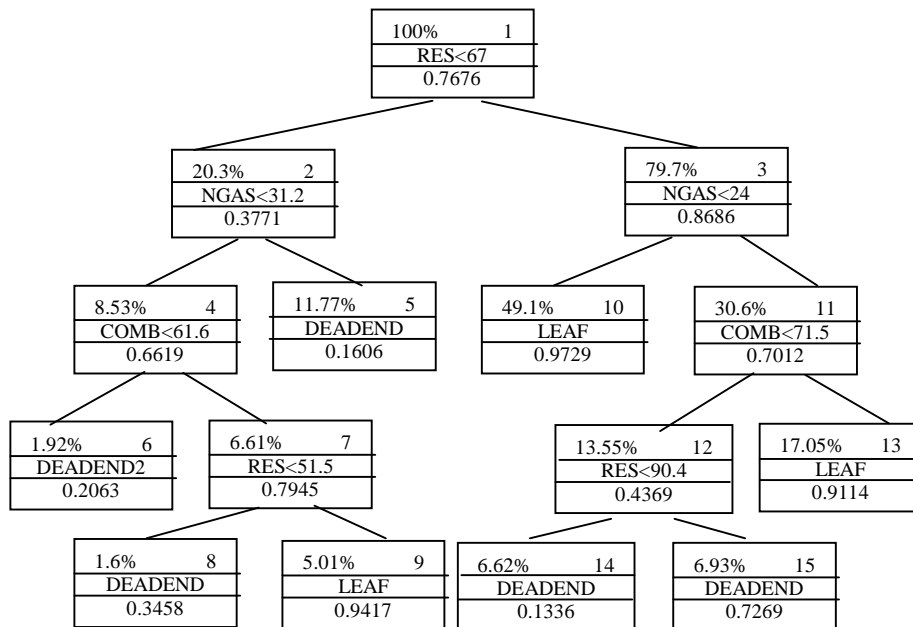 100% 1
RES<67
0.7676
20.3% 2
NGAS<31.2
0.3771
79.7% 3
NGAS<24
0.8686
8.53% 4
COMB<61.6
0.6619
11.77% 5
DEADEND
0.1606
49.1% 10
LEAF
0.9729
30.6% 11
COMB<71.5
0.7012
1.92% 6
DEADEND2
0.2063
6.61% 7
RES<51.5
0.7945
13.55% 12
RES<90.4
0.4369
17.05% 13
LEAF
0.9114
1.6% 8
DEADEND
0.3458
5.01% 9
LEAF
0.9417
6.62% 14
DEADEND
0.1336
6.93% 15
DEADEND
0.7269